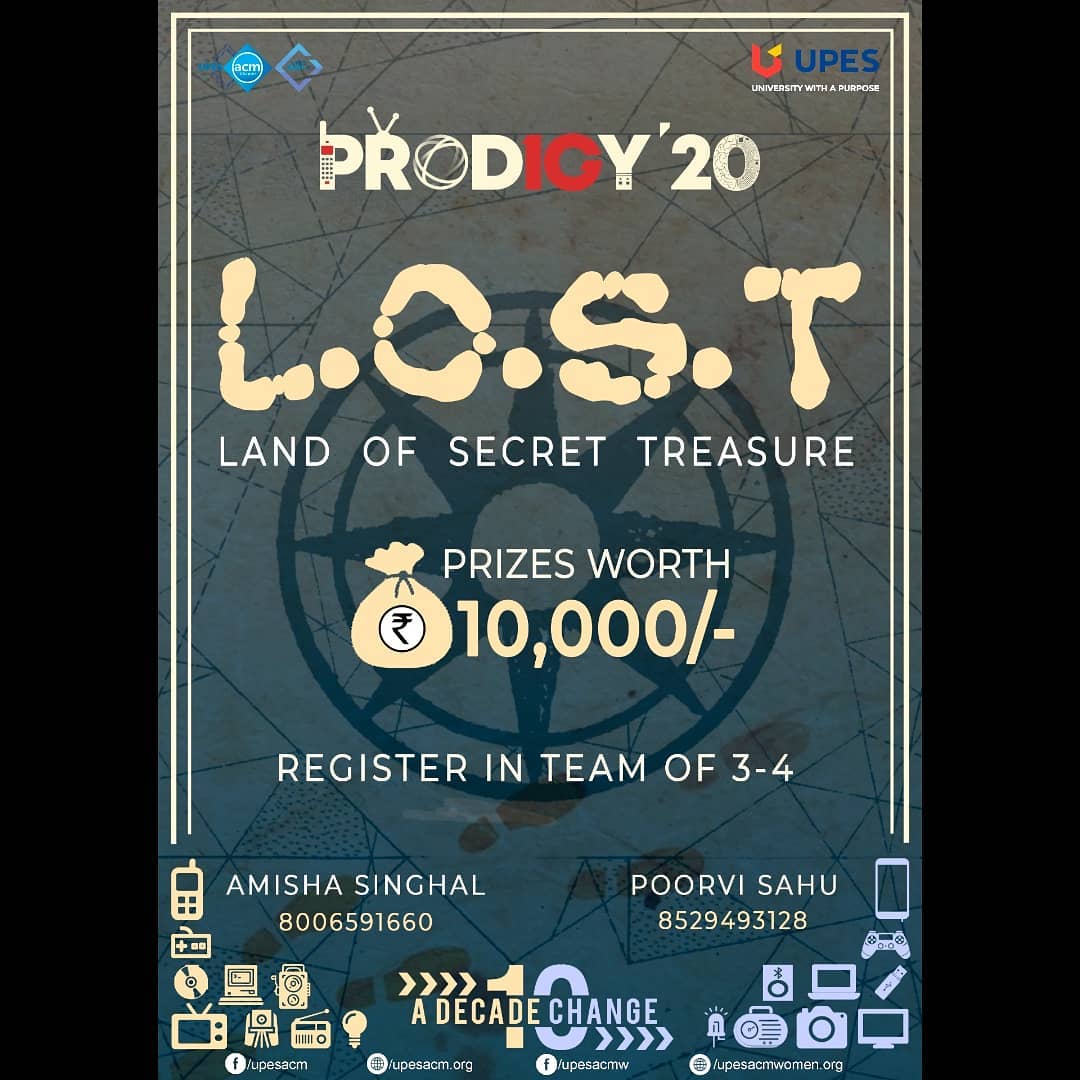 acm
UPES
UNIVERSITY WITH A PURPOSE
PRODIGY'20
L.O.S.T
LAND OF SECRET TREASURE
PRIZES WORTH
₹ 10,000/-
REGISTER IN TEAM OF 3-4
AMISHA SINGHAL
8006591660
POORVI SAHU
8529493128
10
A DECADE CHANGE
/upesacm
/upesacm.org
/upesacmw
/upesacmwomen.org